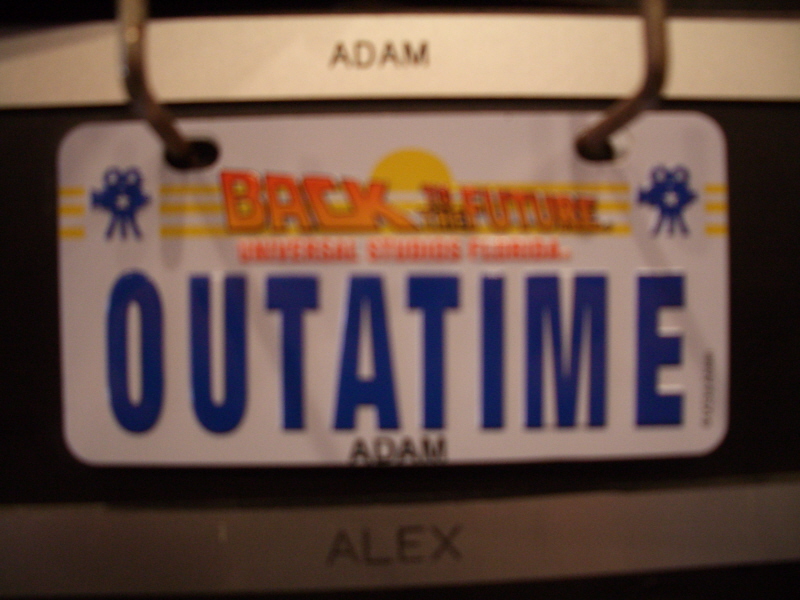 ADAM
BACK TO THE FUTURE
UNIVERSAL STUDIOS FLORIDA
OUTATIME
ADAM
ALEX